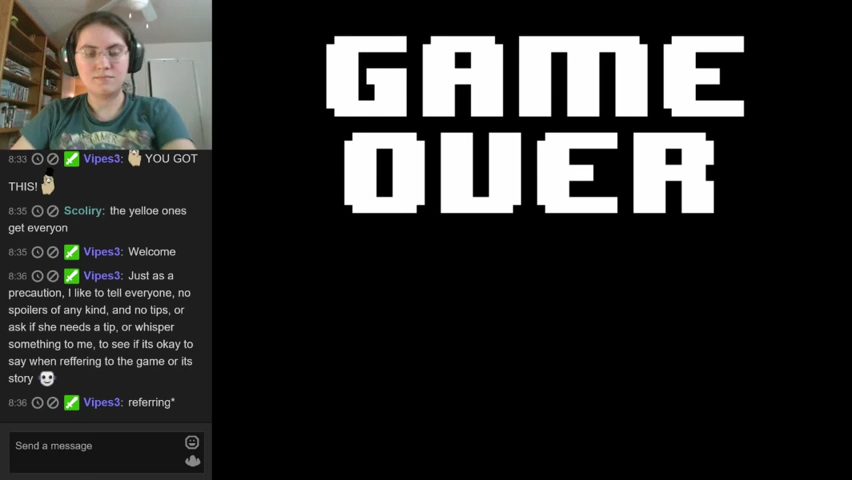 GAME
OVER
8:33 Vipes3: YOU GOT
THIS!
8:35 Scoliry: the yelloe ones
get everyon
8:35 Vipes3: Welcome
8:36 Vipes3: Just as a
precaution, I like to tell everyone, no
spoilers of any kind, and no tips, or
ask if she needs a tip, or whisper
something to me, to see if its okay to
say when reffering to the game or its
story
8:36 Vipes3: referring*
Send a message